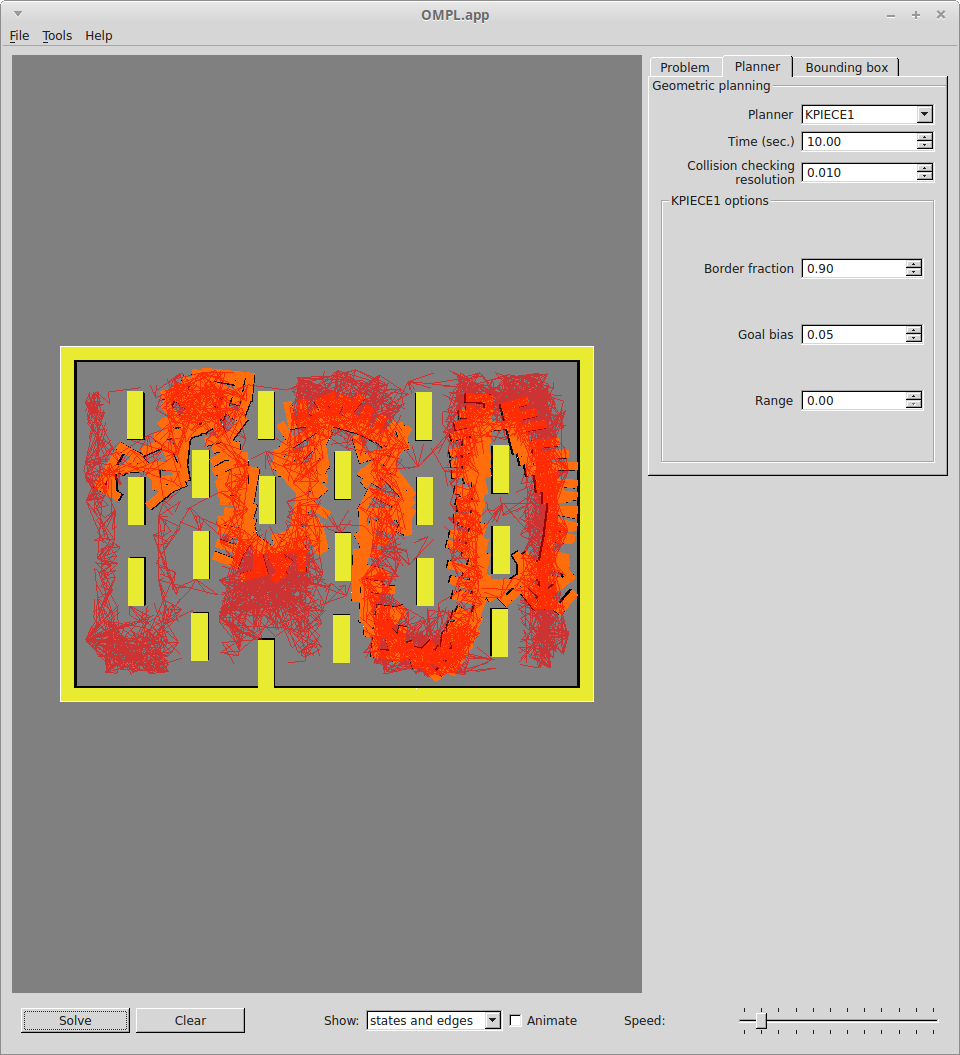 OMPL.app
File Tools Help
Problem Planner Bounding box
Geometric planning
Planner KPIECE1
Time (sec.) 10.00
Collision checking
resolution 0.010
KPIECE1 options
Border fraction 0.90
Goal bias 0.05
Range 0.00
Solve Clear Show: states and edges Animate Speed: